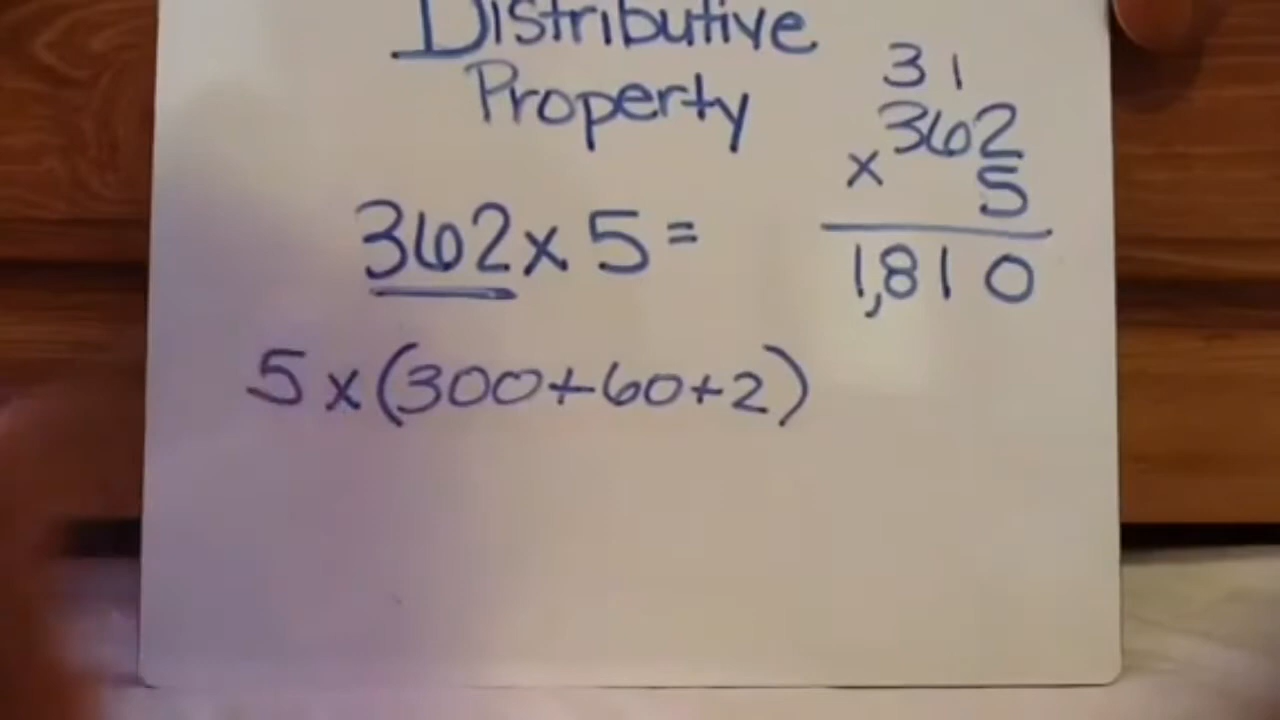 Distributive
Property
362 x 5 =
5 x (300 + 60 + 2)
3 1
362
x 5
1,810